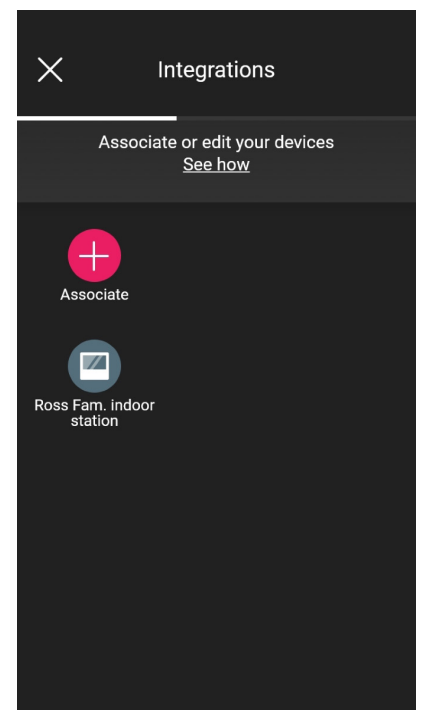 Integrations
Associate or edit your devices
See how
Associate
Ross Fam. indoor
station